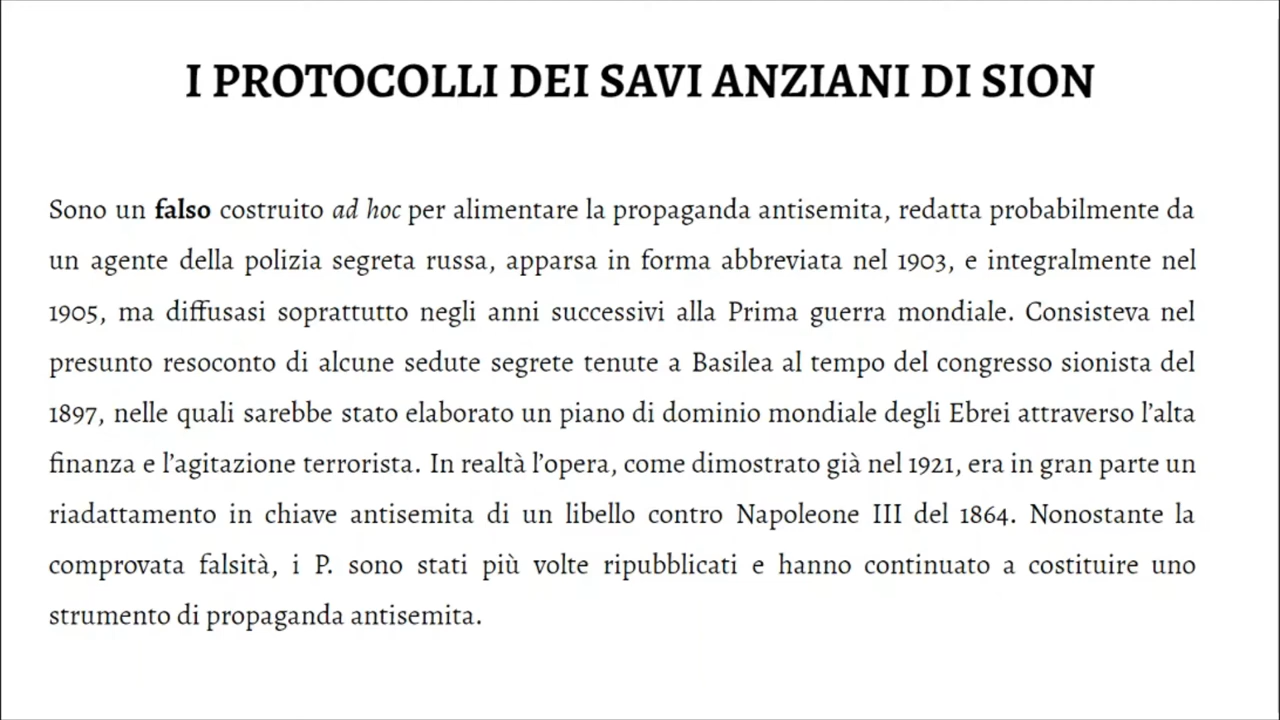 I PROTOCOLLI DEI SAVI ANZIANI DI SION
Sono un falso costruito ad hoc per alimentare la propaganda antisemita, redatta probabilmente da
un agente della polizia segreta russa, apparsa in forma abbreviata nel 1903, e integralmente nel
1905, ma diffusasi soprattutto negli anni successivi alla Prima guerra mondiale. Consisteva nel
presunto resoconto di alcune sedute segrete tenute a Basilea al tempo del congresso sionista del
1897, nelle quali sarebbe stato elaborato un piano di dominio mondiale degli Ebrei attraverso l’alta
finanza e l’agitazione terrorista. In realtà l’opera, come dimostrato già nel 1921, era in gran parte un
riadattamento in chiave antisemita di un libello contro Napoleone III del 1864. Nonostante la
comprovata falsità, i P. sono stati più volte ripubblicati e hanno continuato a costituire uno
strumento di propaganda antisemita.